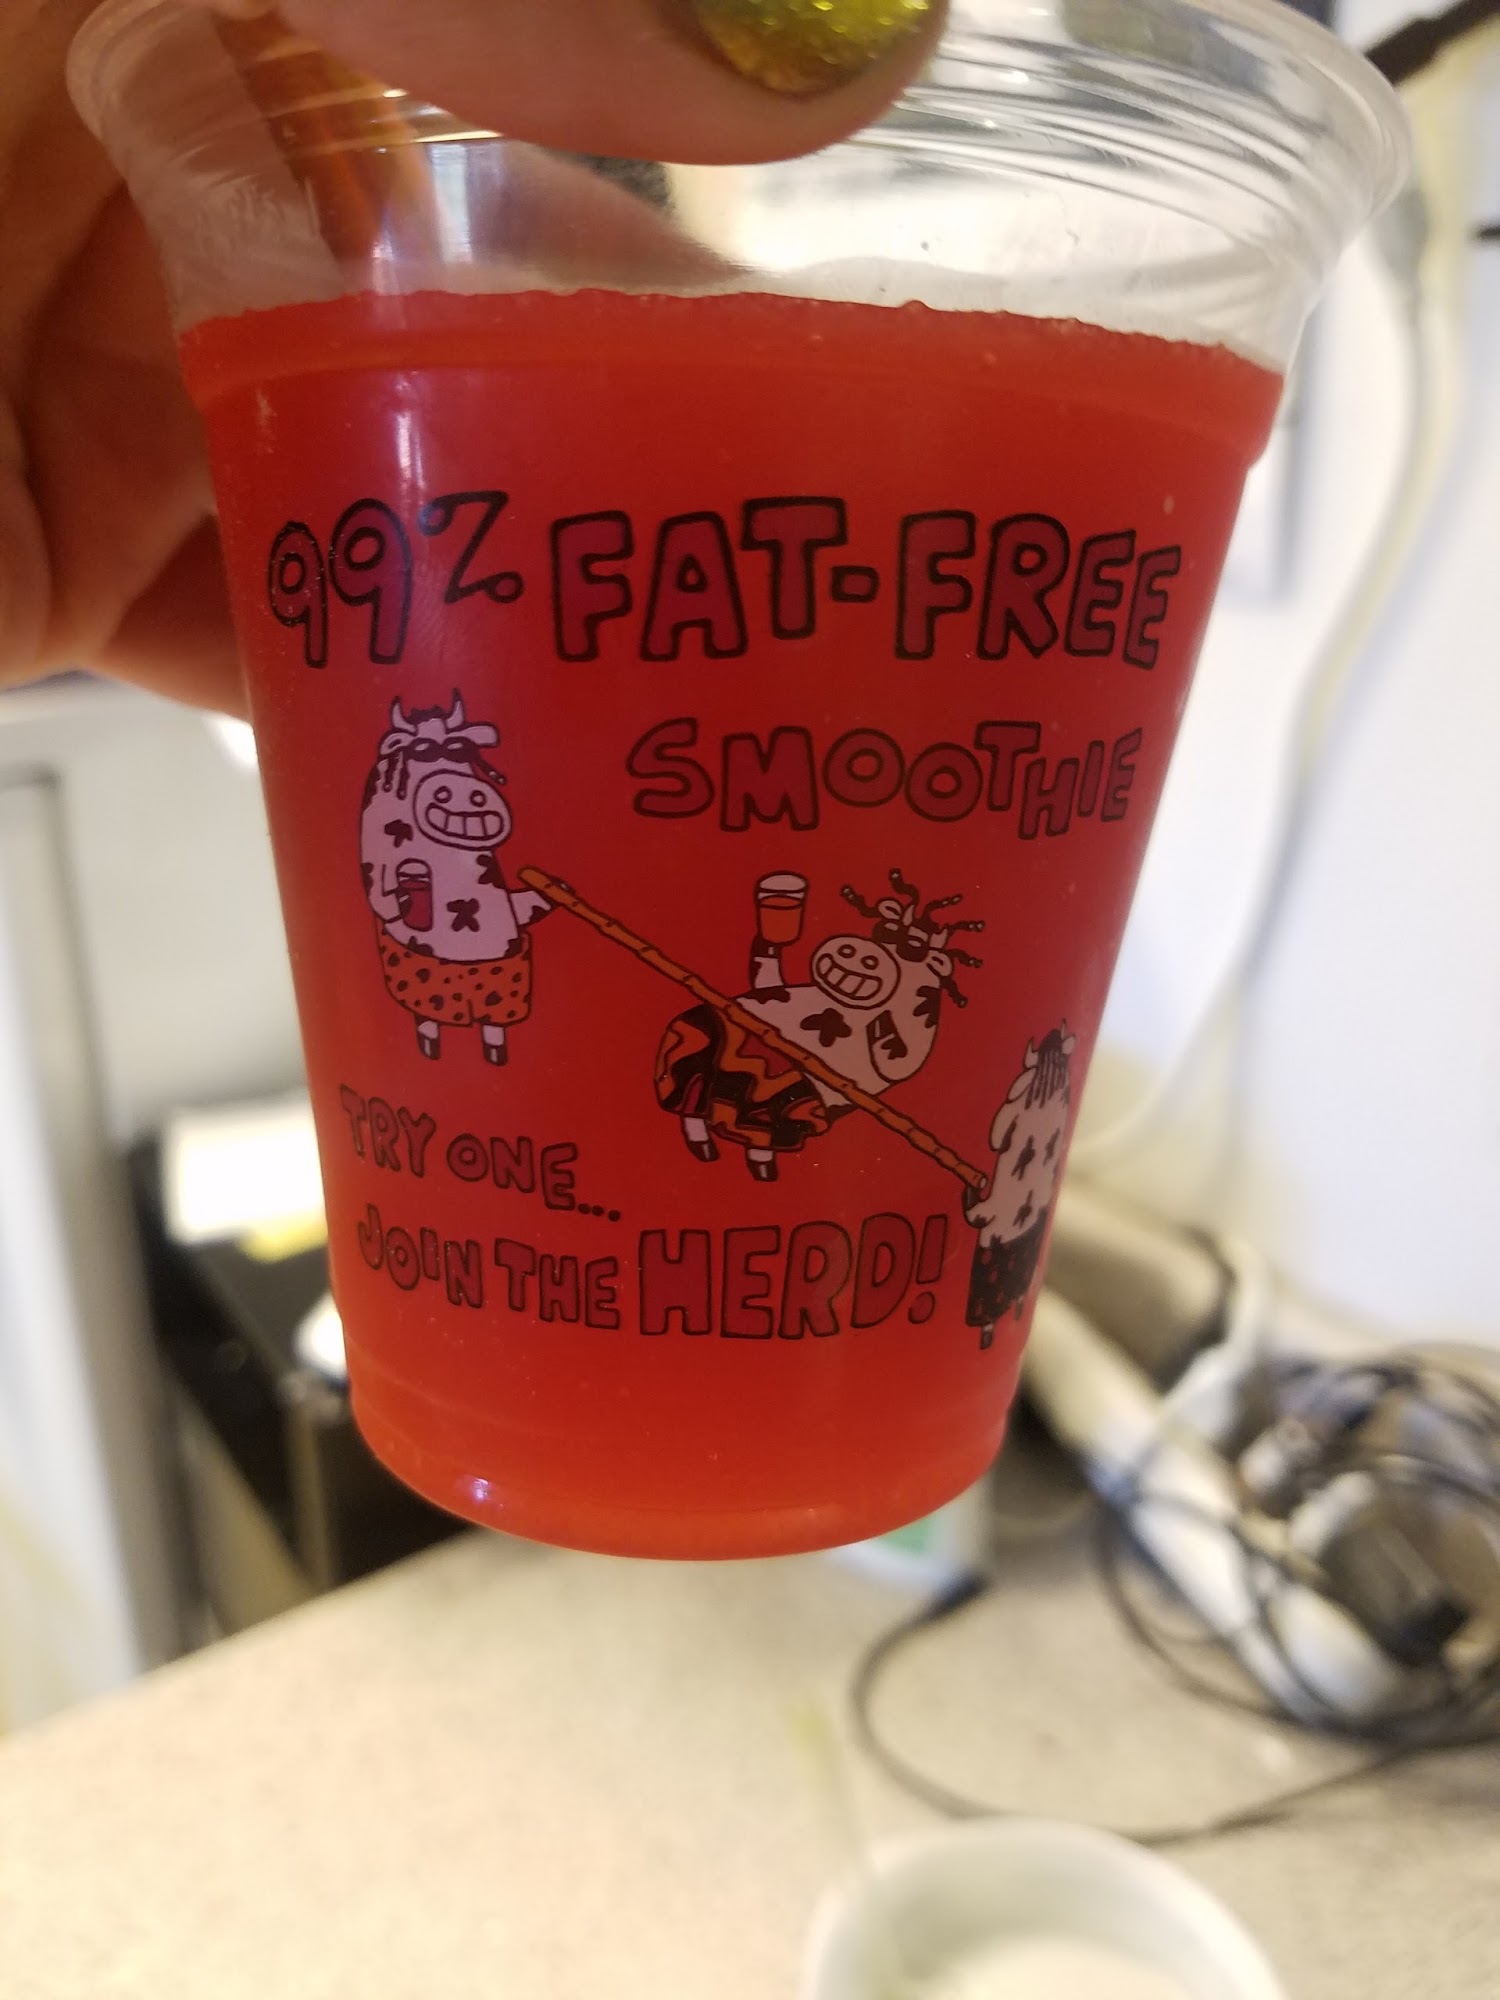 99% FAT-FREE
SMOOTHIE
TRY ONE...
JOIN THE HERD!